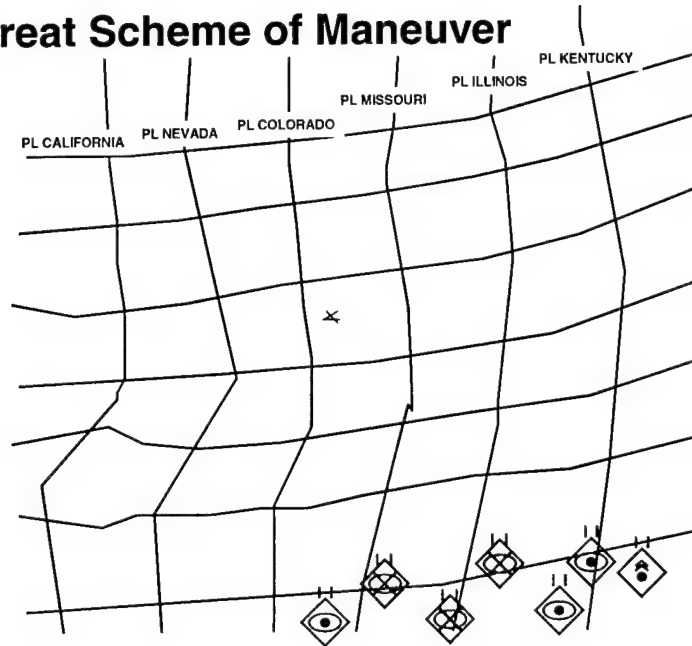 reat Scheme of Maneuver
PL KENTUCKY
PL ILLINOIS
PL MISSOURI
PL COLORADO
PL NEVADA
PL CALIFORNIA